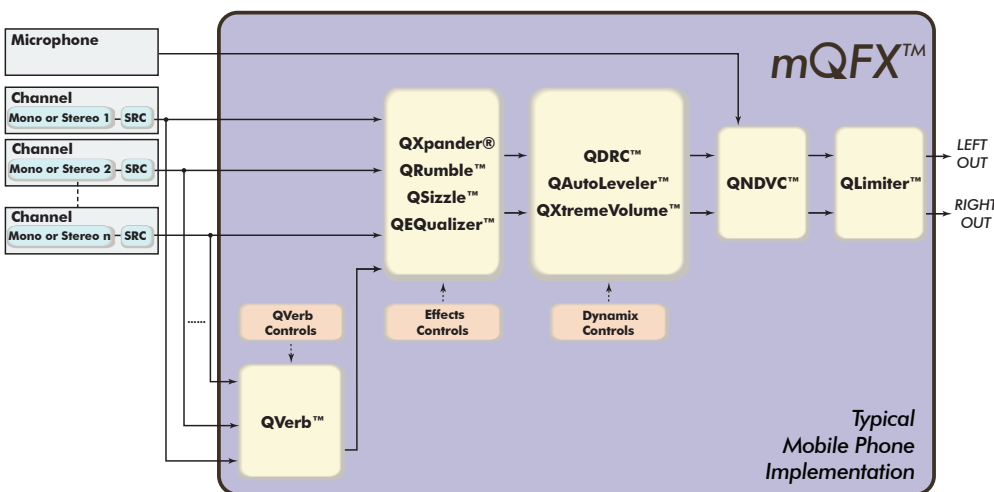 mQFX™
Microphone
Channel
Mono or Stereo 1
SRC
Channel
Mono or Stereo 2
SRC
Channel
Mono or Stereo n
SRC
QXpander®
QRumble™
QSizzle™
QEQualizer™
QDRC™
QAutoLeveler™
QXtremeVolume™
QNDVC™
QLimiter™
LEFT
OUT
RIGHT
OUT
QVerb
Controls
Effects
Controls
Dynamix
Controls
QVerb™
Typical
Mobile Phone
Implementation